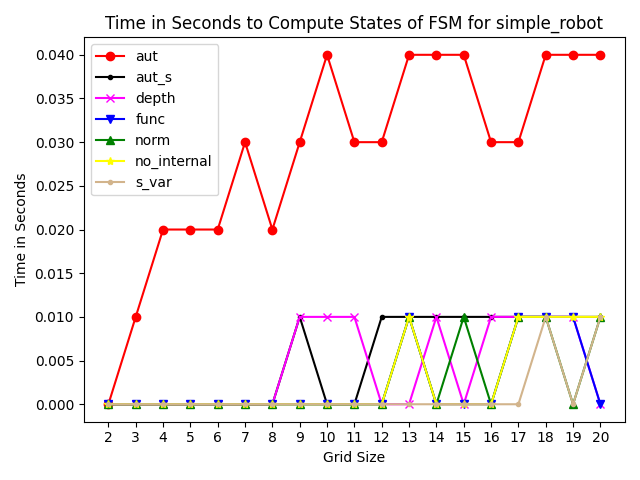 Time in Seconds to Compute States of FSM for simple_robot
Time in Seconds
0.040
0.035
0.030
0.025
0.020
0.015
0.010
0.005
0.000
aut
aut_s
depth
func
norm
no_internal
s_var
2 3 4 5 6 7 8 9 10 11 12 13 14 15 16 17 18 19 20
Grid Size